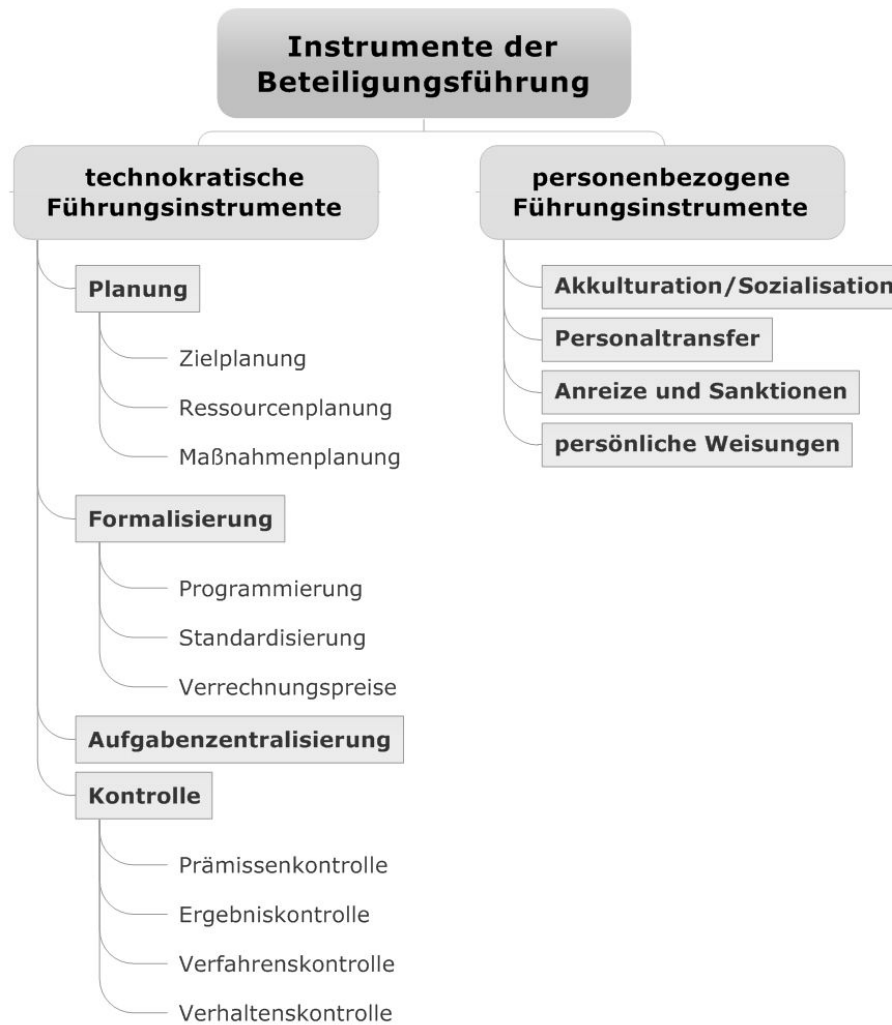 Instrumente der
Beteiligungsführung
technokratische
Führungsinstrumente
Planung
Zielplanung
Ressourcenplanung
Maßnahmenplanung
Formalisierung
Programmierung
Standardisierung
Verrechnungspreise
Aufgabenzentralisierung
Kontrolle
Prämissenkontrolle
Ergebniskontrolle
Verfahrenskontrolle
Verhaltenskontrolle
personenbezogene
Führungsinstrumente
Akkulturation/Sozialisation
Personaltransfer
Anreize und Sanktionen
persönliche Weisungen